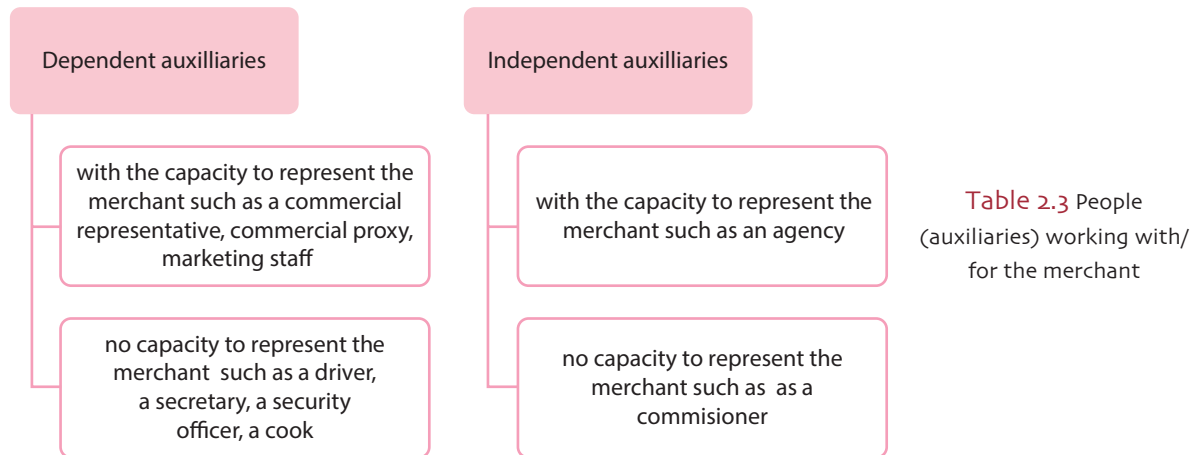 Dependent auxilliaries
with the capacity to represent the
merchant such as a commercial
representative, commercial proxy,
marketing staff
no capacity to represent the
merchant such as a driver,
a secretary, a security
officer, a cook
Independent auxilliaries
with the capacity to represent the
merchant such as an agency
no capacity to represent the
merchant such as as a
commisioner
Table 2.3 People
(auxiliaries) working with/
for the merchant